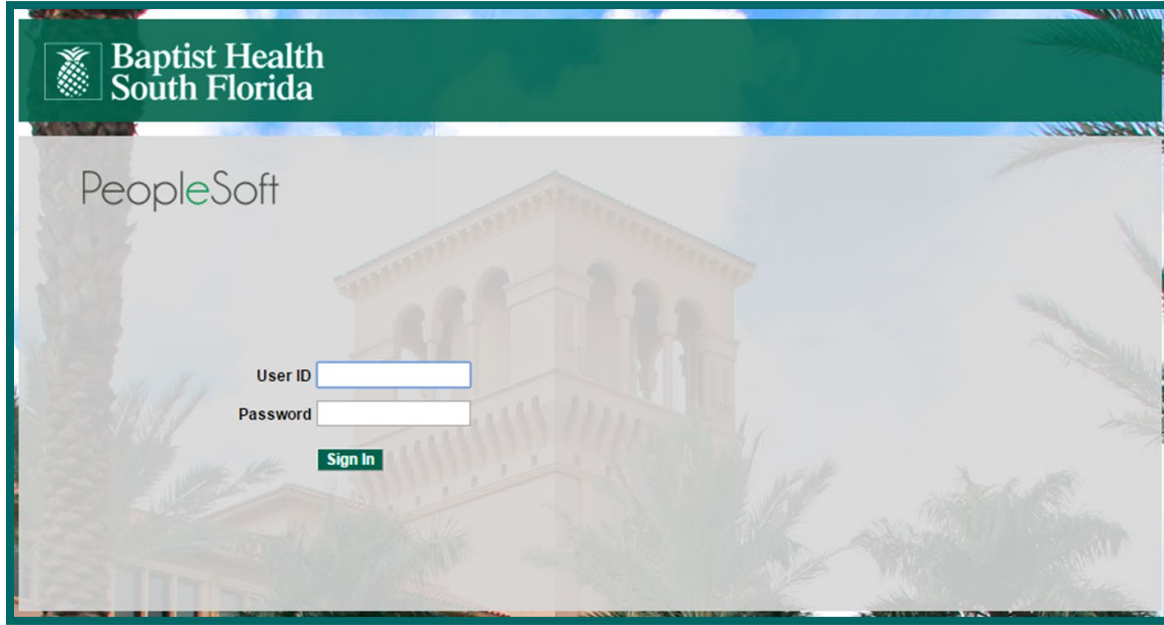 Baptist Health
South Florida
PeopleSoft
User ID
Password
Sign In